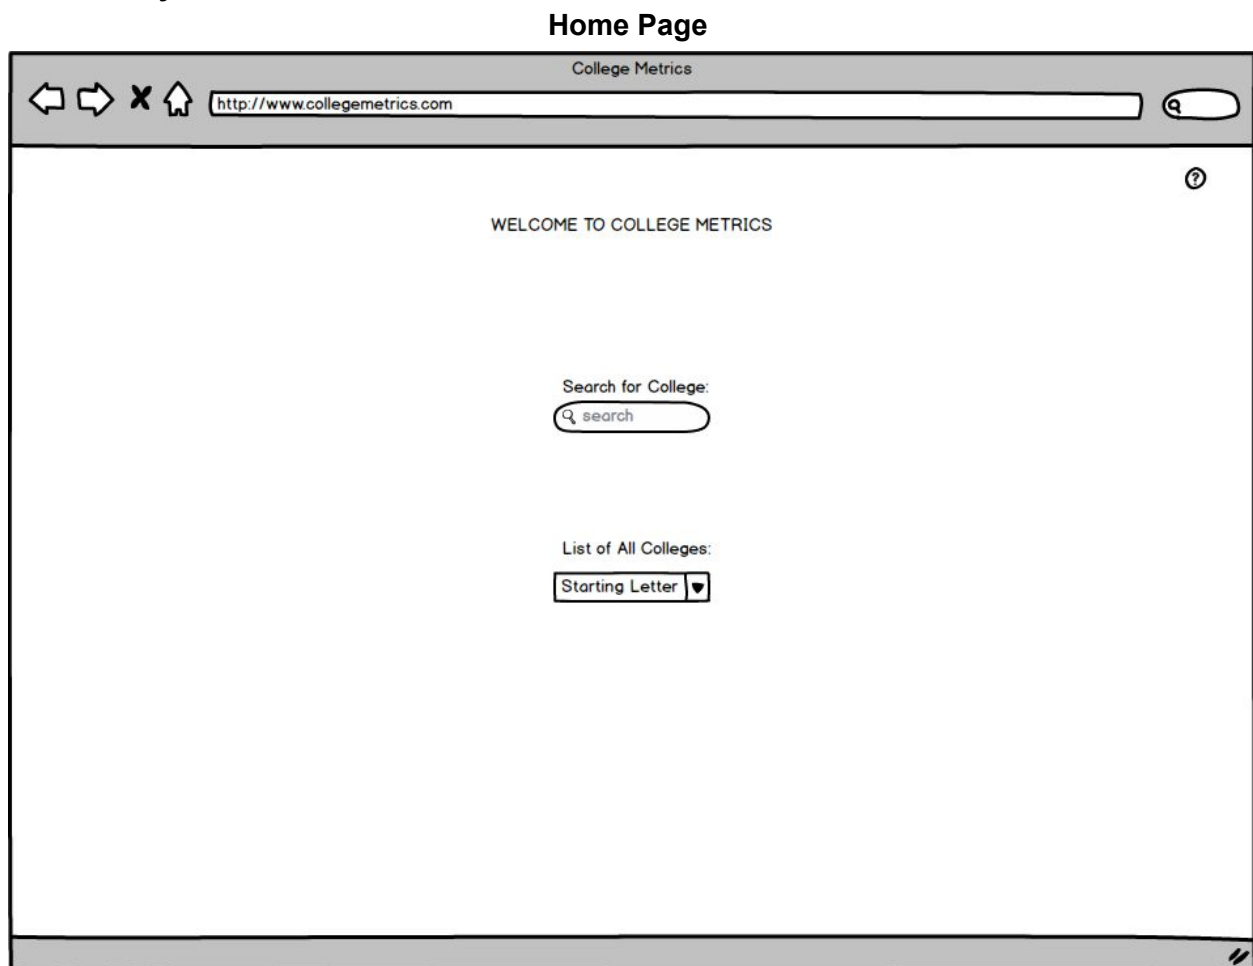 Home Page
College Metrics
http://www.collegemetrics.com
WELCOME TO COLLEGE METRICS
Search for College:
search
List of All Colleges:
Starting Letter